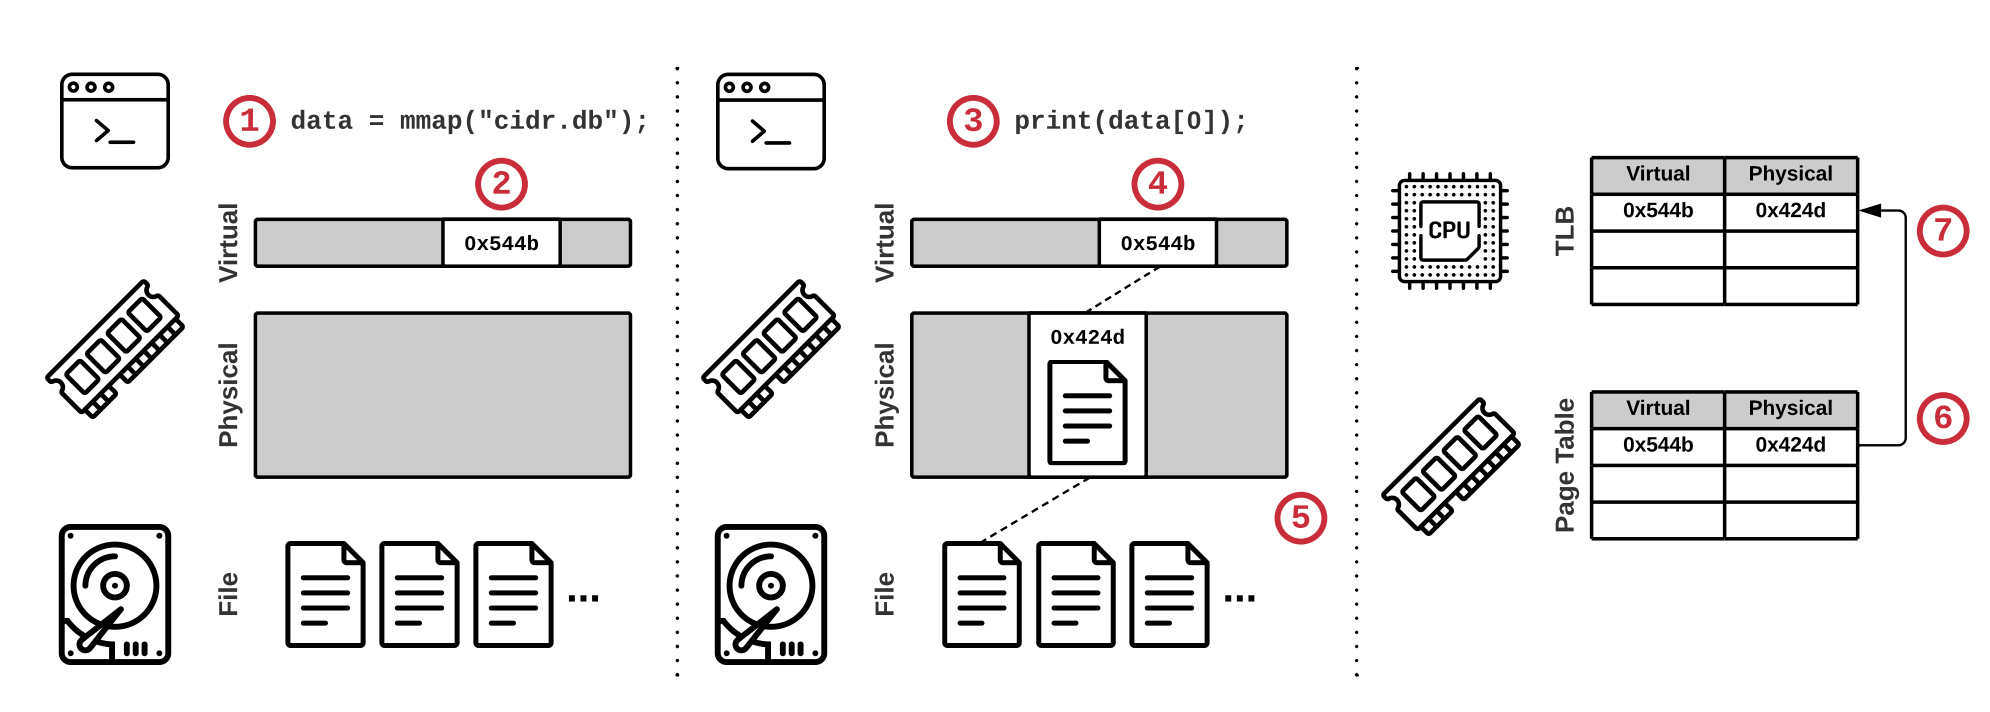 1 data = mmap("cidr.db");
2
Virtual
0x544b
Physical
File
...
3 print(data[0]);
4
Virtual
0x544b
Physical
0x424d
5
File
...
CPU
TLB
Virtual Physical
0x544b 0x424d
7
Page Table
Virtual Physical
0x544b 0x424d
6